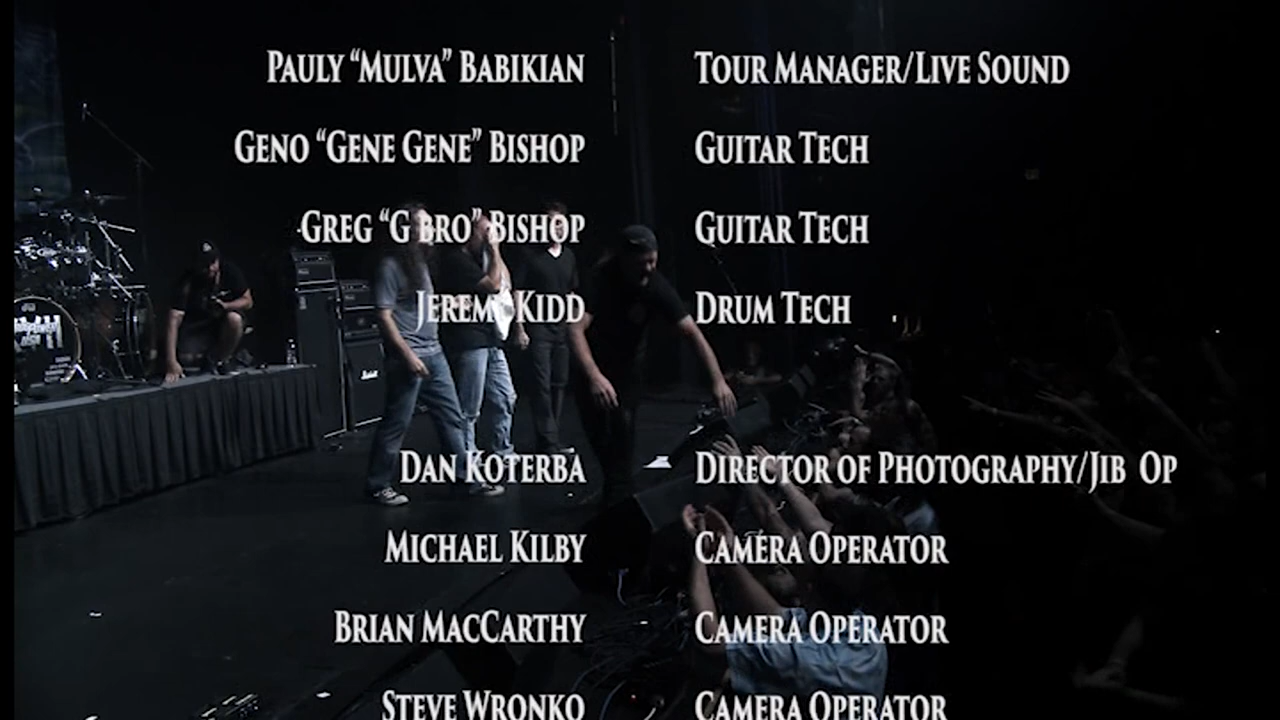 Pauly “Mulva” Babikian Tour Manager/Live Sound
Geno “Gene Gene” Bishop Guitar Tech
Greg “G Bro” Bishop Guitar Tech
Jeremy Kidd Drum Tech
Dan Koterba Director of Photography/Jib Op
Michael Kilby Camera Operator
Brian MacCarthy Camera Operator
Steve Wronko Camera Operator
Marshall